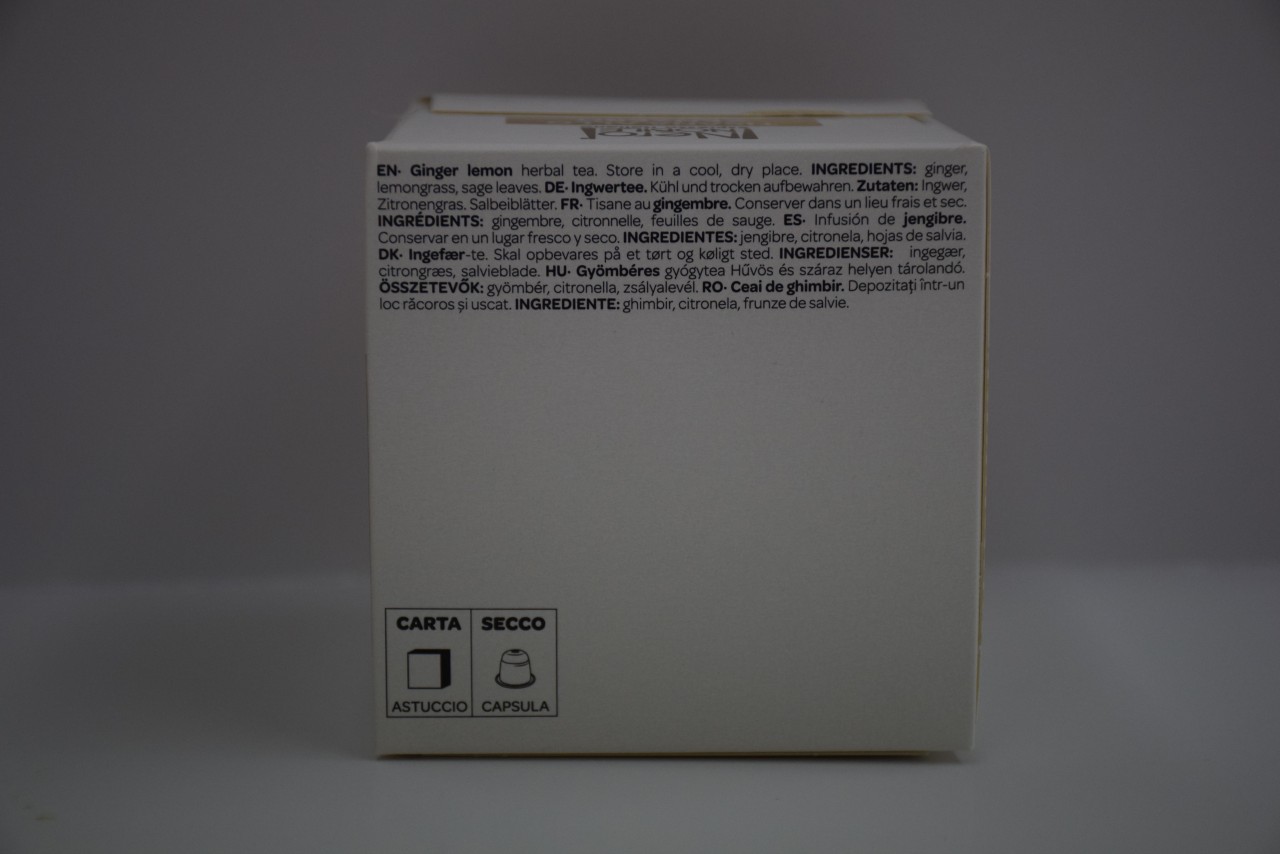 EN· Ginger lemon herbal tea. Store in a cool, dry place. INGREDIENTS: ginger,
lemongrass, sage leaves. DE· Ingwertee. Kühl und trocken aufbewahren. Zutaten: Ingwer,
Zitronengras. Salbeiblätter. FR· Tisane au gingembre. Conserver dans un lieu frais et sec.
INGRÉDIENTS: gingembre, citronnelle, feuilles de sauge. ES· Infusión de jengibre.
Conservar en un lugar fresco y seco. INGREDIENTES: jengibre, citronela, hojas de salvia.
DK· Ingefær-te. Skal opbevares på et tørt og køligt sted. INGREDIENSER: ingegær,
citrongræs, salvieblade. HU· Gyömbéres gyógytea Hűvös és száraz helyen tárolandó.
ÖSSZETEVŐK: gyömbér, citronella, zsályalevél. RO· Ceai de ghimbir. Depozitați într-un
loc răcoros și uscat. INGREDIENTE: ghimbir, citronela, frunze de salvie.
CARTA SECCO
ASTUCCIO CAPSULA